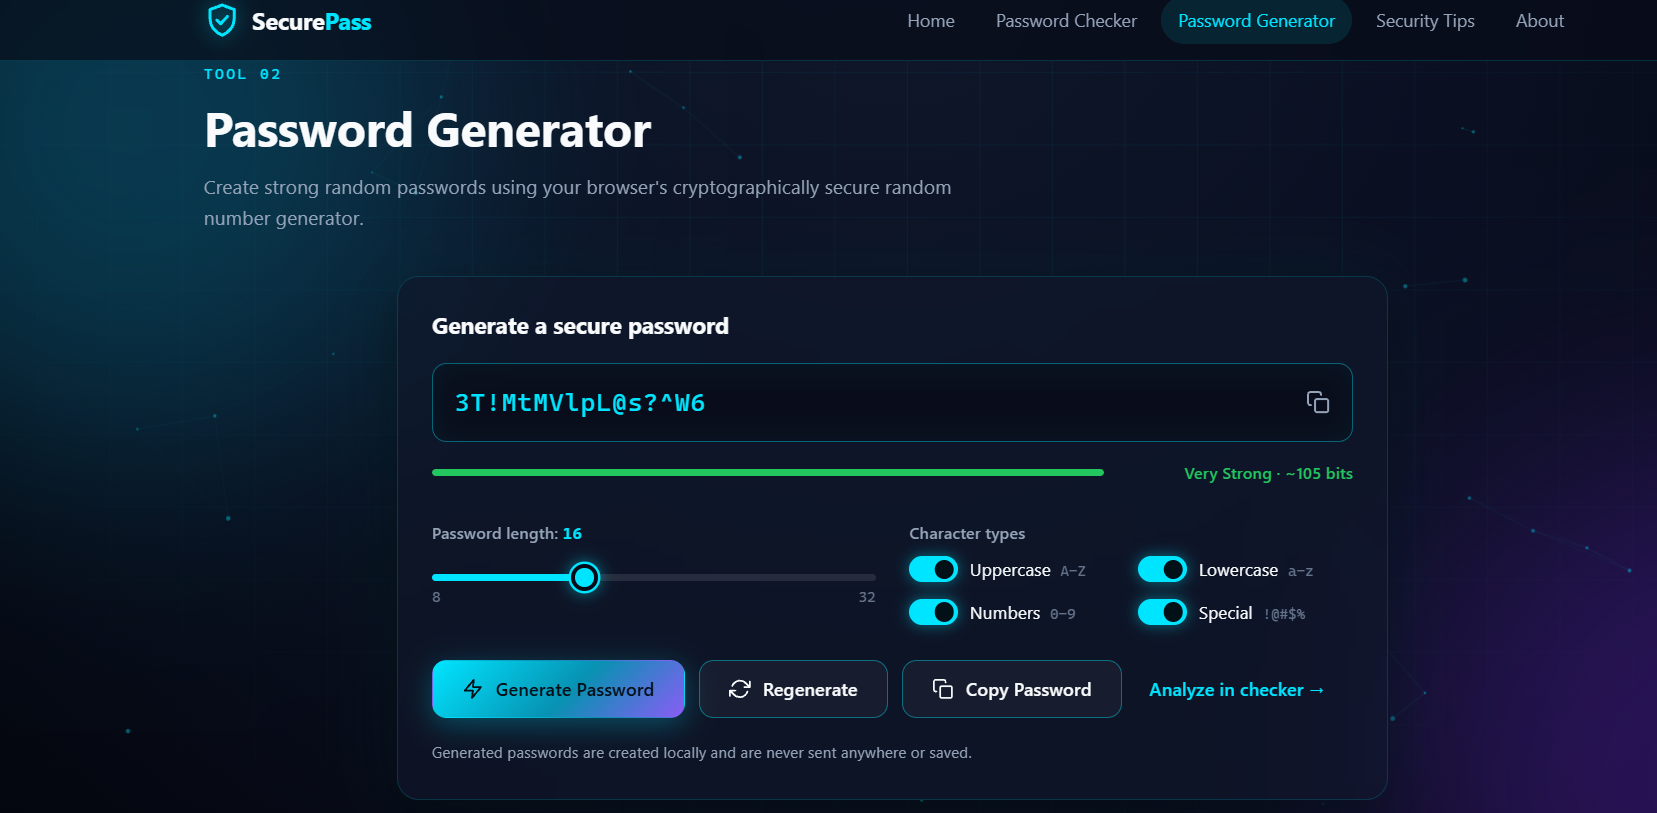 SecurePass
Home
Password Checker
Password Generator
Security Tips
About
TOOL 02
Password Generator
Create strong random passwords using your browser's cryptographically secure random
number generator.
Generate a secure password
3T!MtMVlpL@s?^W6
Very Strong · ~105 bits
Password length: 16
8
32
Character types
Uppercase A–Z
Lowercase a–z
Numbers 0–9
Special !@#$%
Generate Password
Regenerate
Copy Password
Analyze in checker →
Generated passwords are created locally and are never sent anywhere or saved.